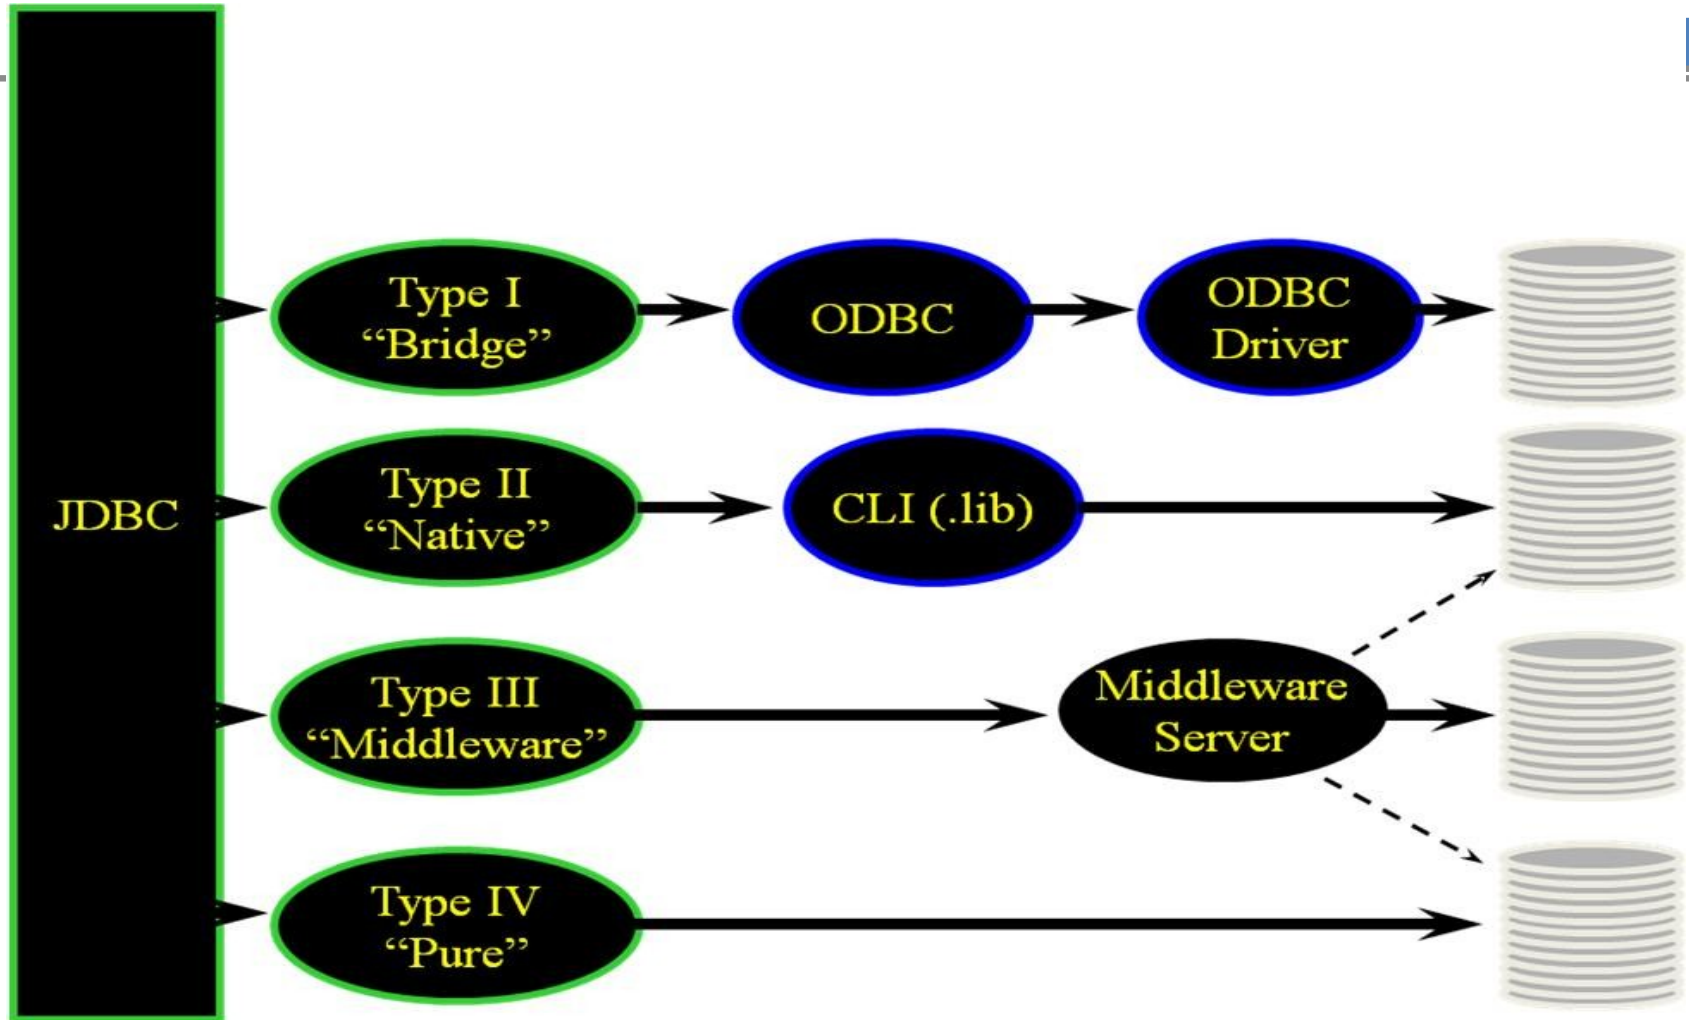 JDBC
Type I
“Bridge”
ODBC
ODBC
Driver
Type II
“Native”
CLI (.lib)
Type III
“Middleware”
Middleware
Server
Type IV
“Pure”